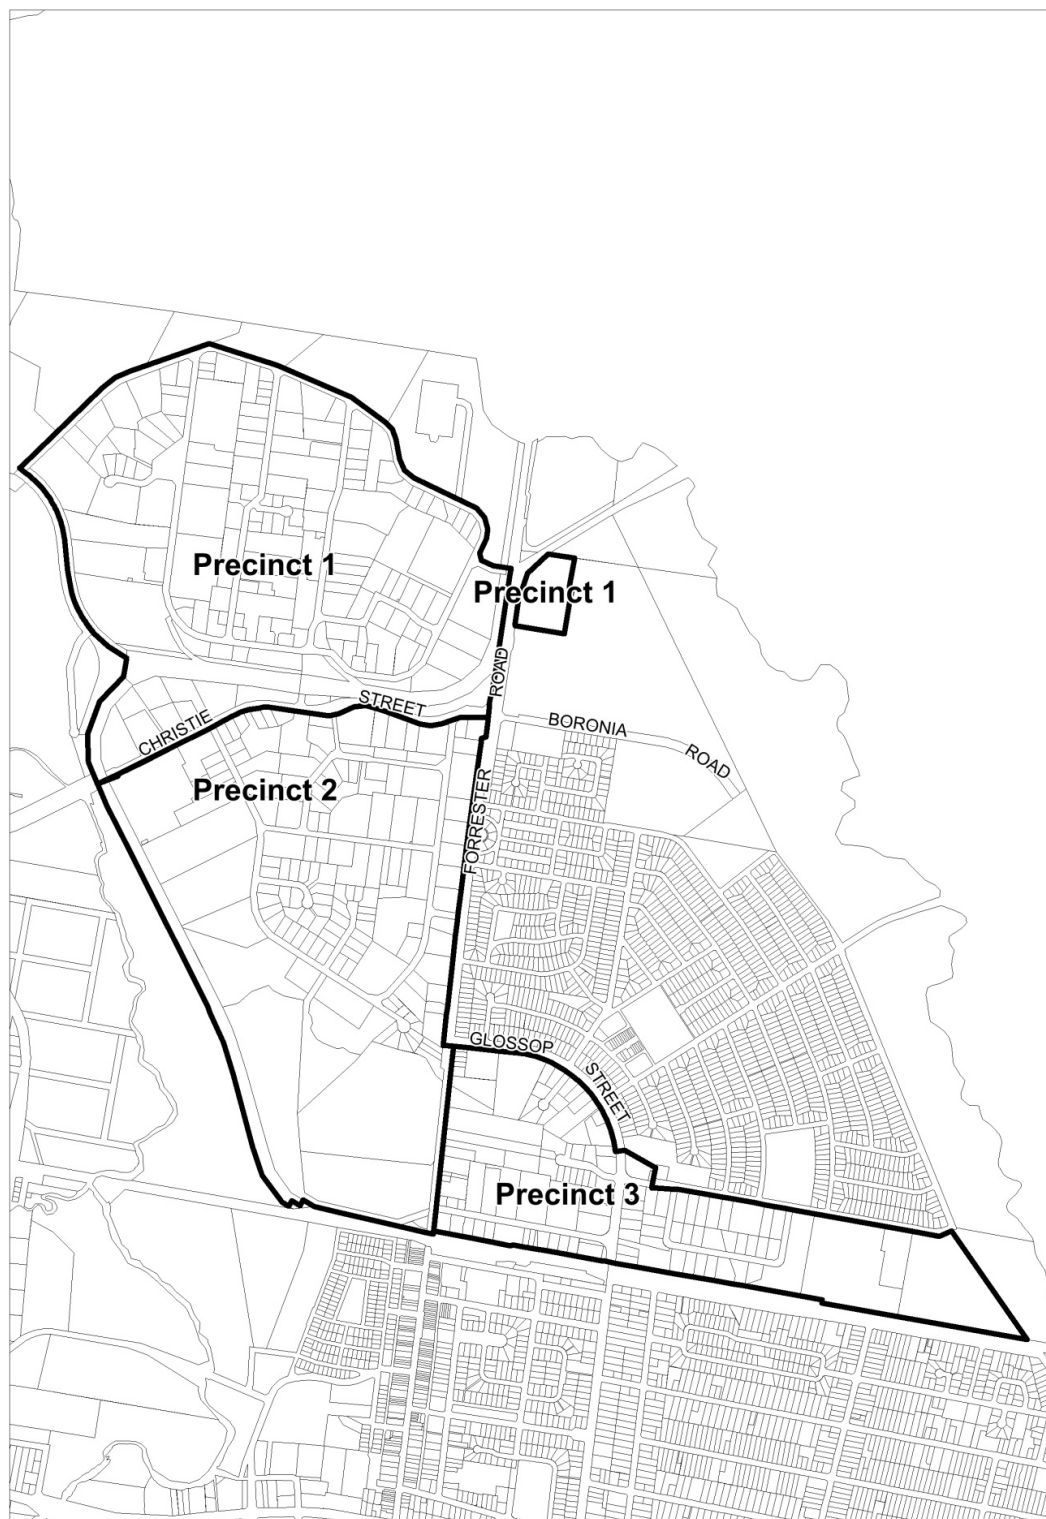 Precinct 1
Precinct 1
ROAD
CHRISTIE
STREET
BORONIA
ROAD
Precinct 2
FORRESTER
GLOSSOP
STREET
Precinct 3